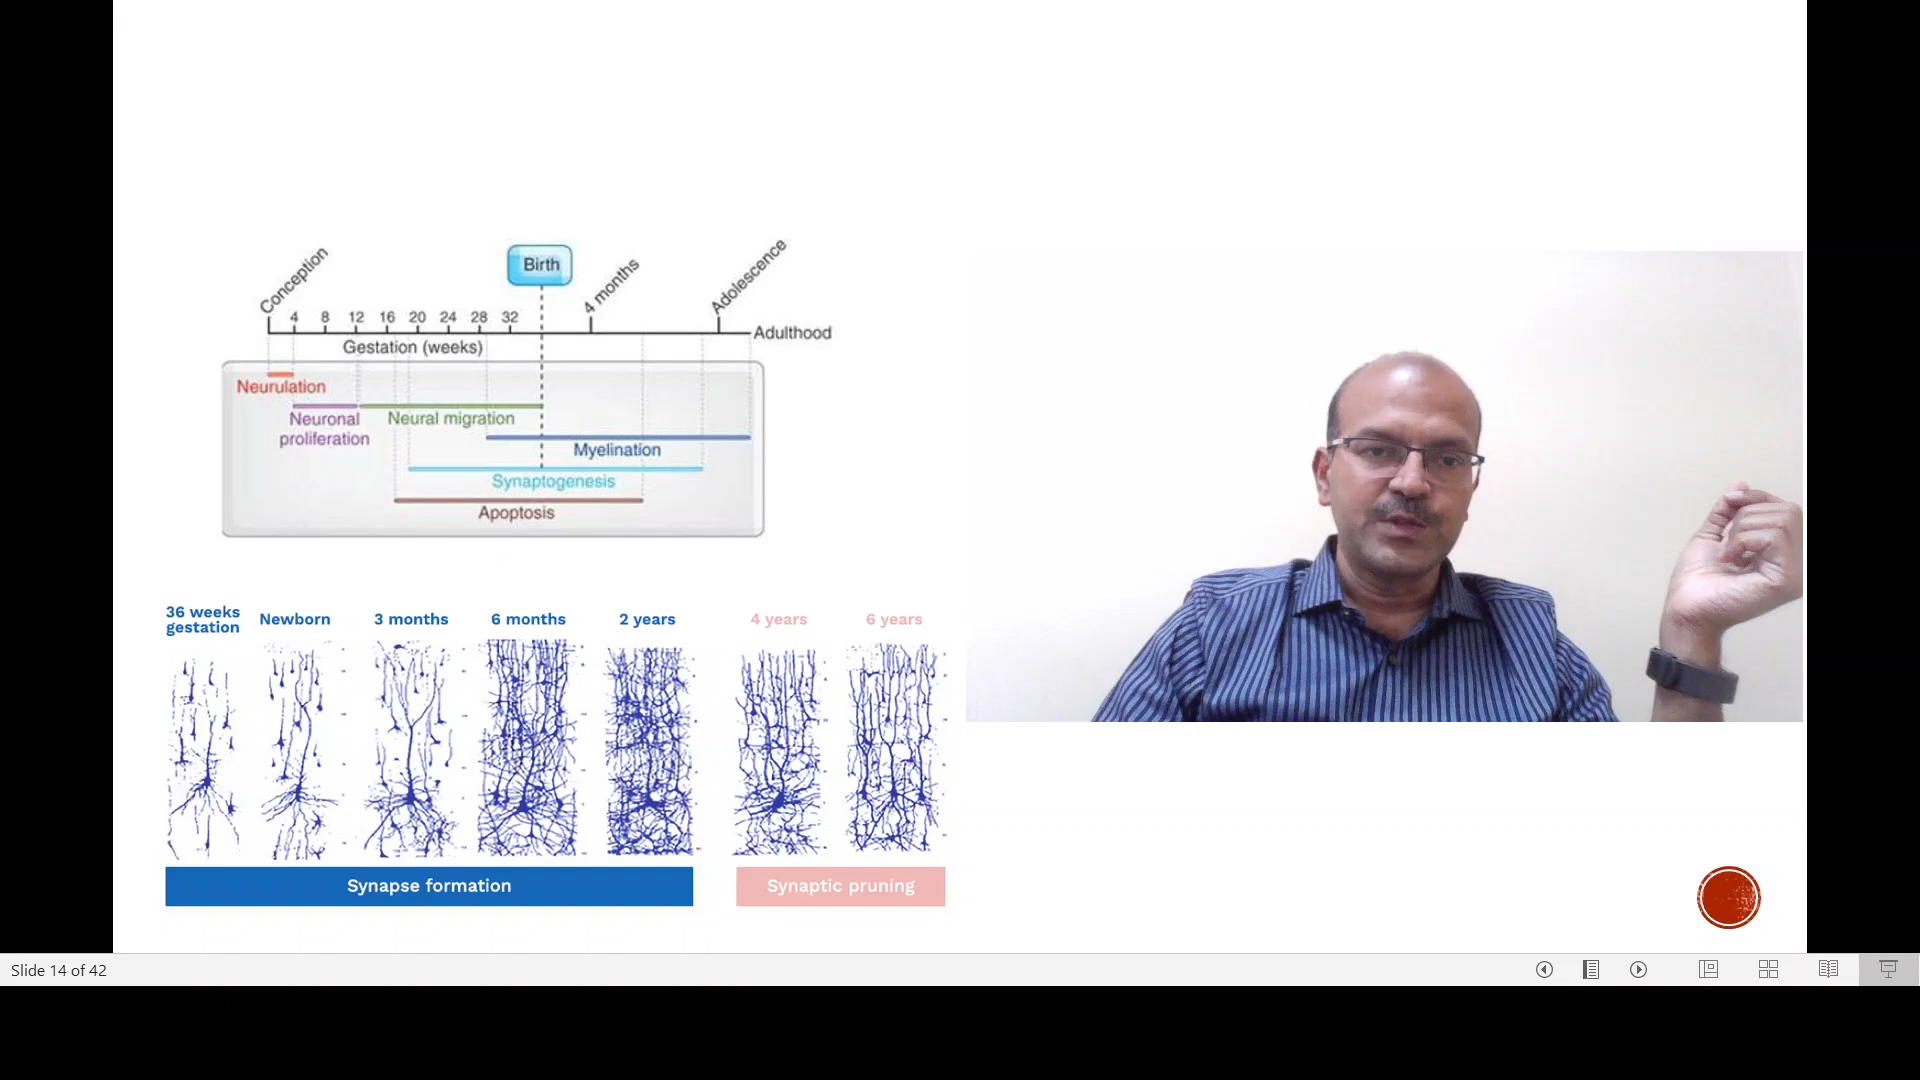 Conception
Birth
4 months
Adolescence
4 8 12 16 20 24 28 32
Adulthood
Gestation (weeks)
Neurulation
Neuronal
proliferation
Neural migration
Myelination
Synaptogenesis
Apoptosis
36 weeks
gestation
Newborn
3 months
6 months
2 years
4 years
6 years
Synapse formation
Synaptic pruning
Slide 14 of 42